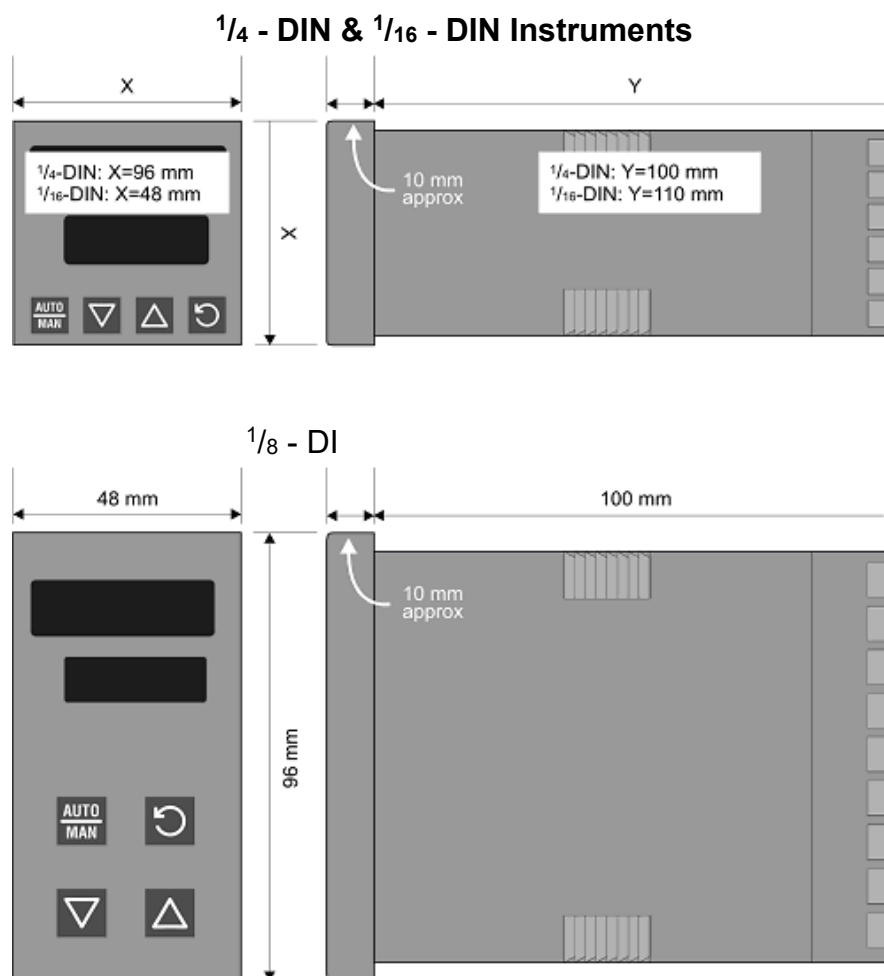 1/4 - DIN & 1/16 - DIN Instruments
X
Y
1/4-DIN: X=96 mm
1/16-DIN: X=48 mm
10 mm
approx
1/4-DIN: Y=100 mm
1/16-DIN: Y=110 mm
X
AUTO
MAN
1/8 - DI
48 mm
100 mm
10 mm
approx
96 mm
AUTO
MAN